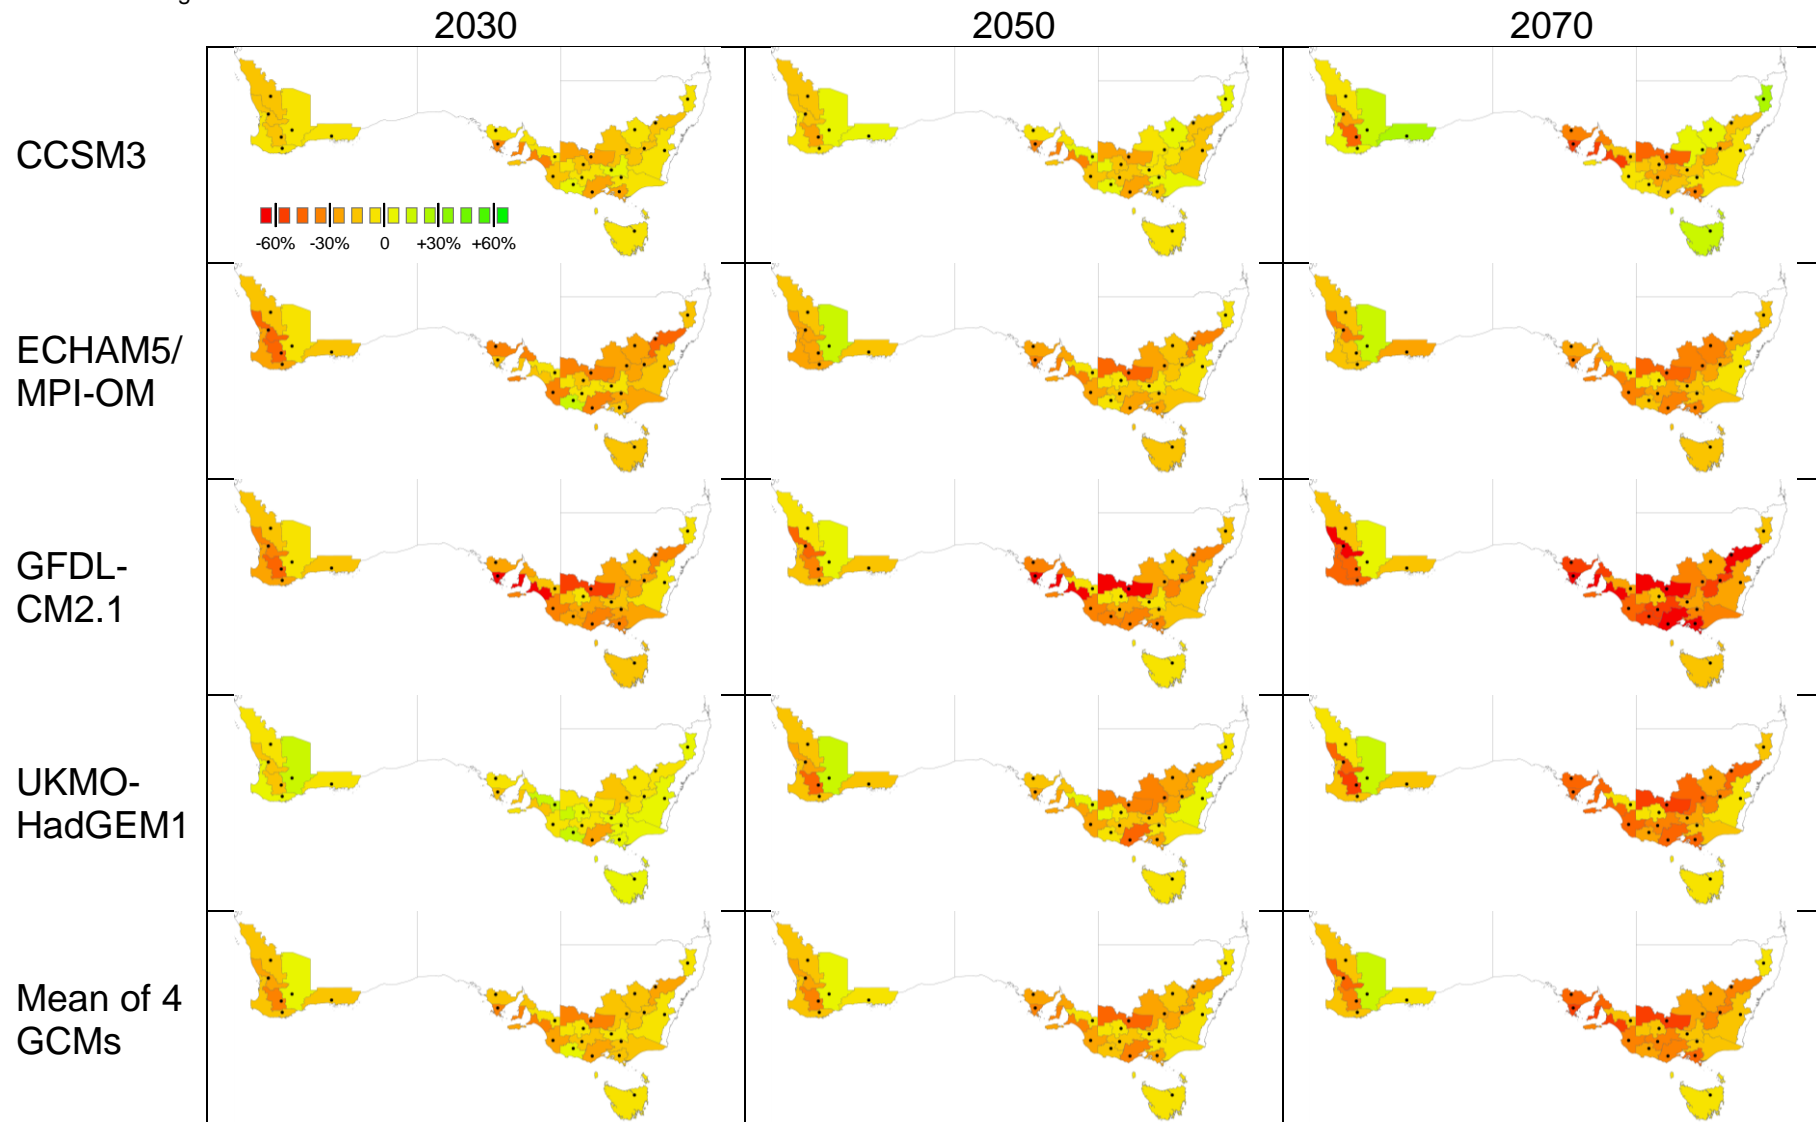 2030 2050 2070
CCSM3
-60% -30% 0 +30% +60%
ECHAM5/
MPI-OM
GFDL-
CM2.1
UKMO-
HadGEM1
Mean of 4
GCMs